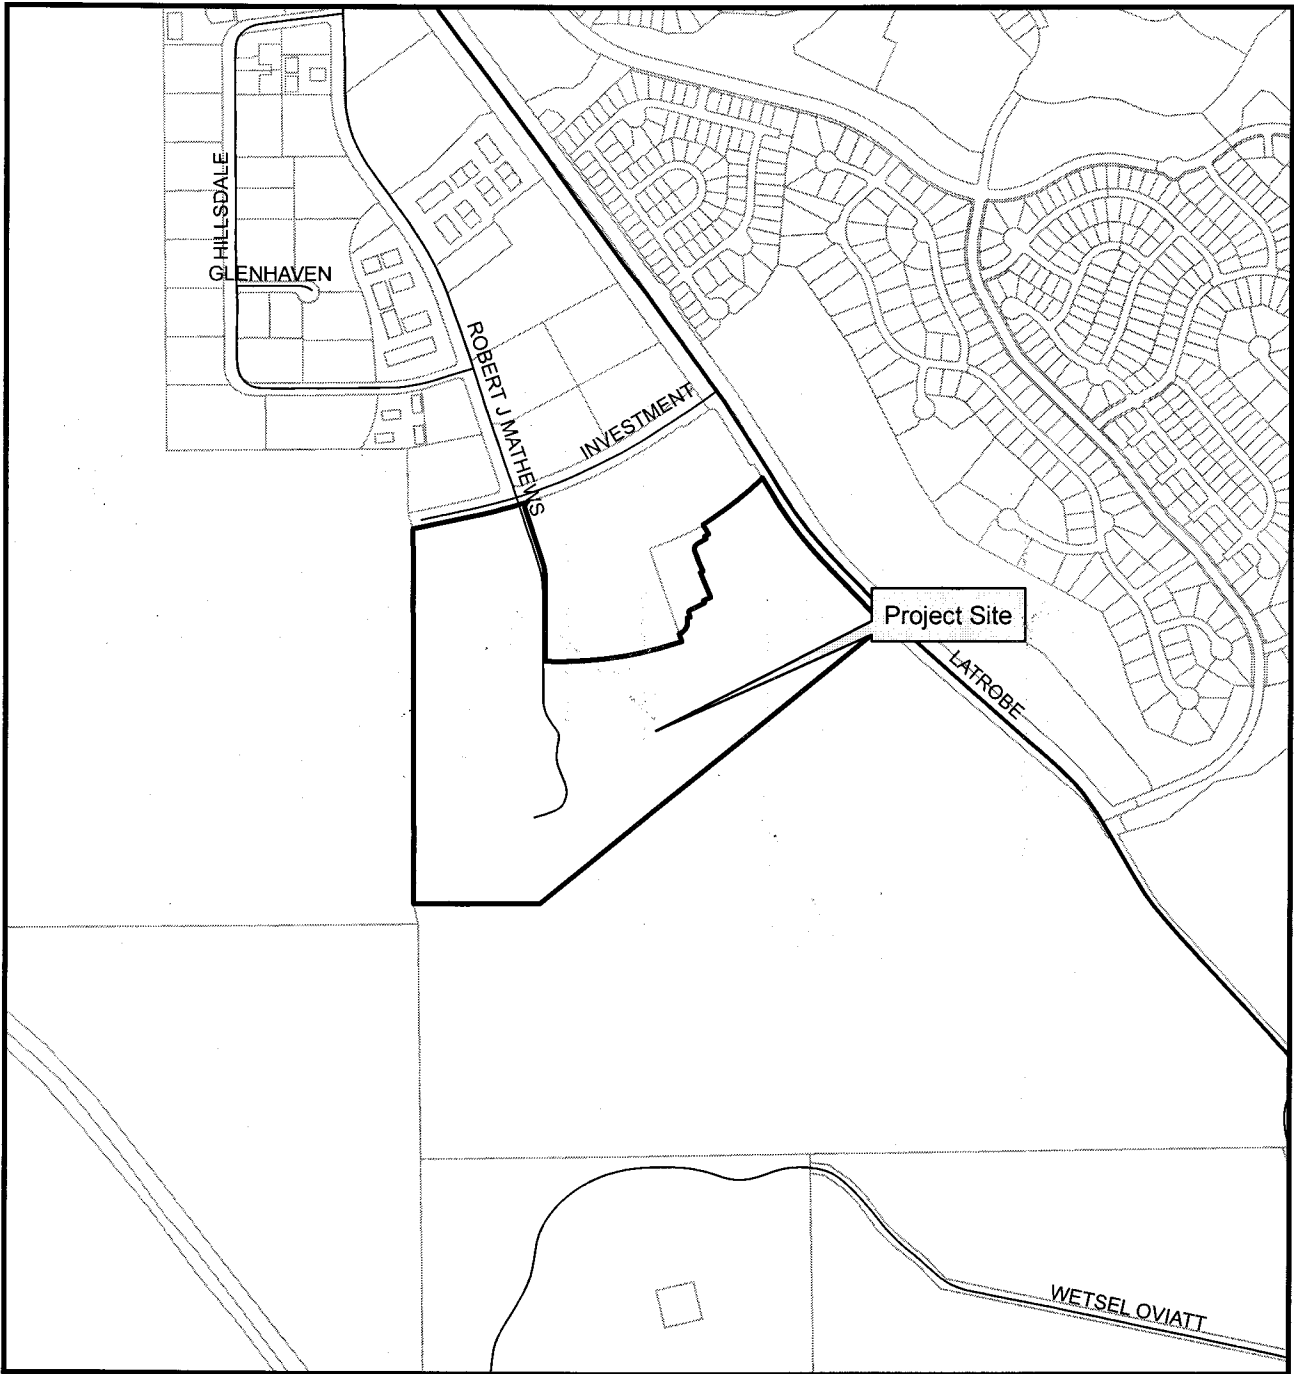 HILLSDALE
GLENHAVEN
ROBERT J MATHEWS
INVESTMENT
Project Site
LATROBE
WETSEL OVIATT